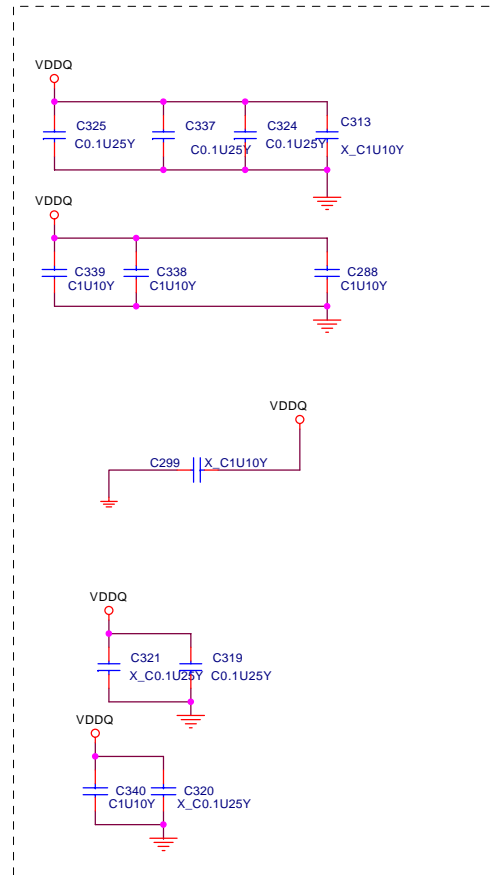 VDDQ
C325 C337 C324 C313
C0.1U25Y C0.1U25Y C0.1U25Y X_C1U10Y
VDDQ
C339 C338 C288
C1U10Y C1U10Y C1U10Y
VDDQ
C299 X_C1U10Y
VDDQ
C321 C319
X_C0.1U25Y C0.1U25Y
VDDQ
C340 C320
C1U10Y X_C0.1U25Y